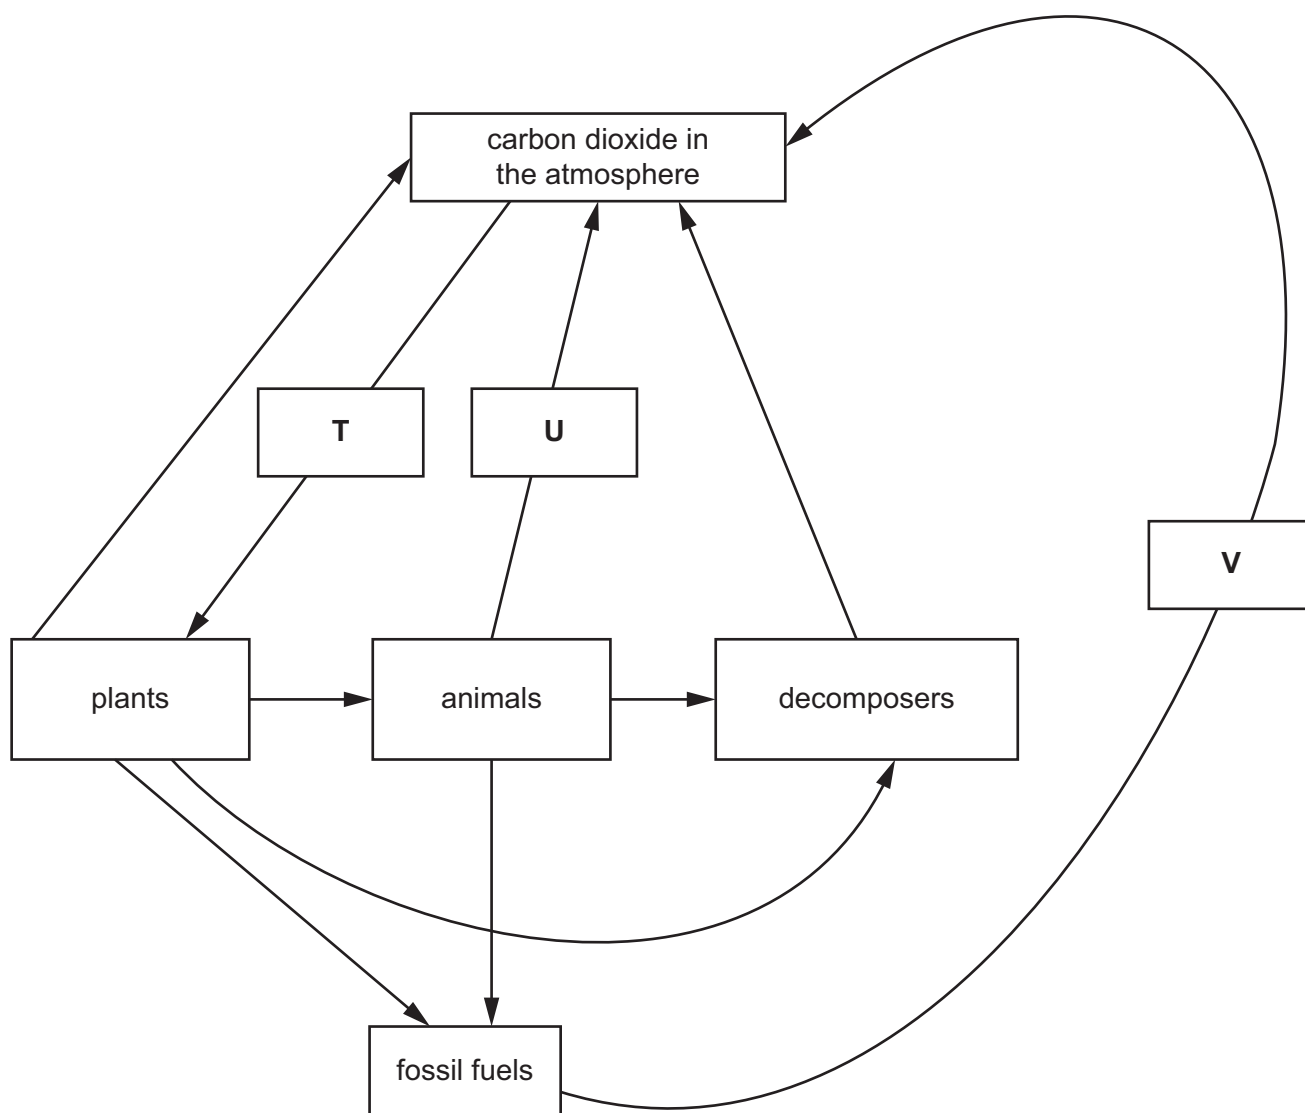 carbon dioxide in
the atmosphere
T
U
V
plants
animals
decomposers
fossil fuels